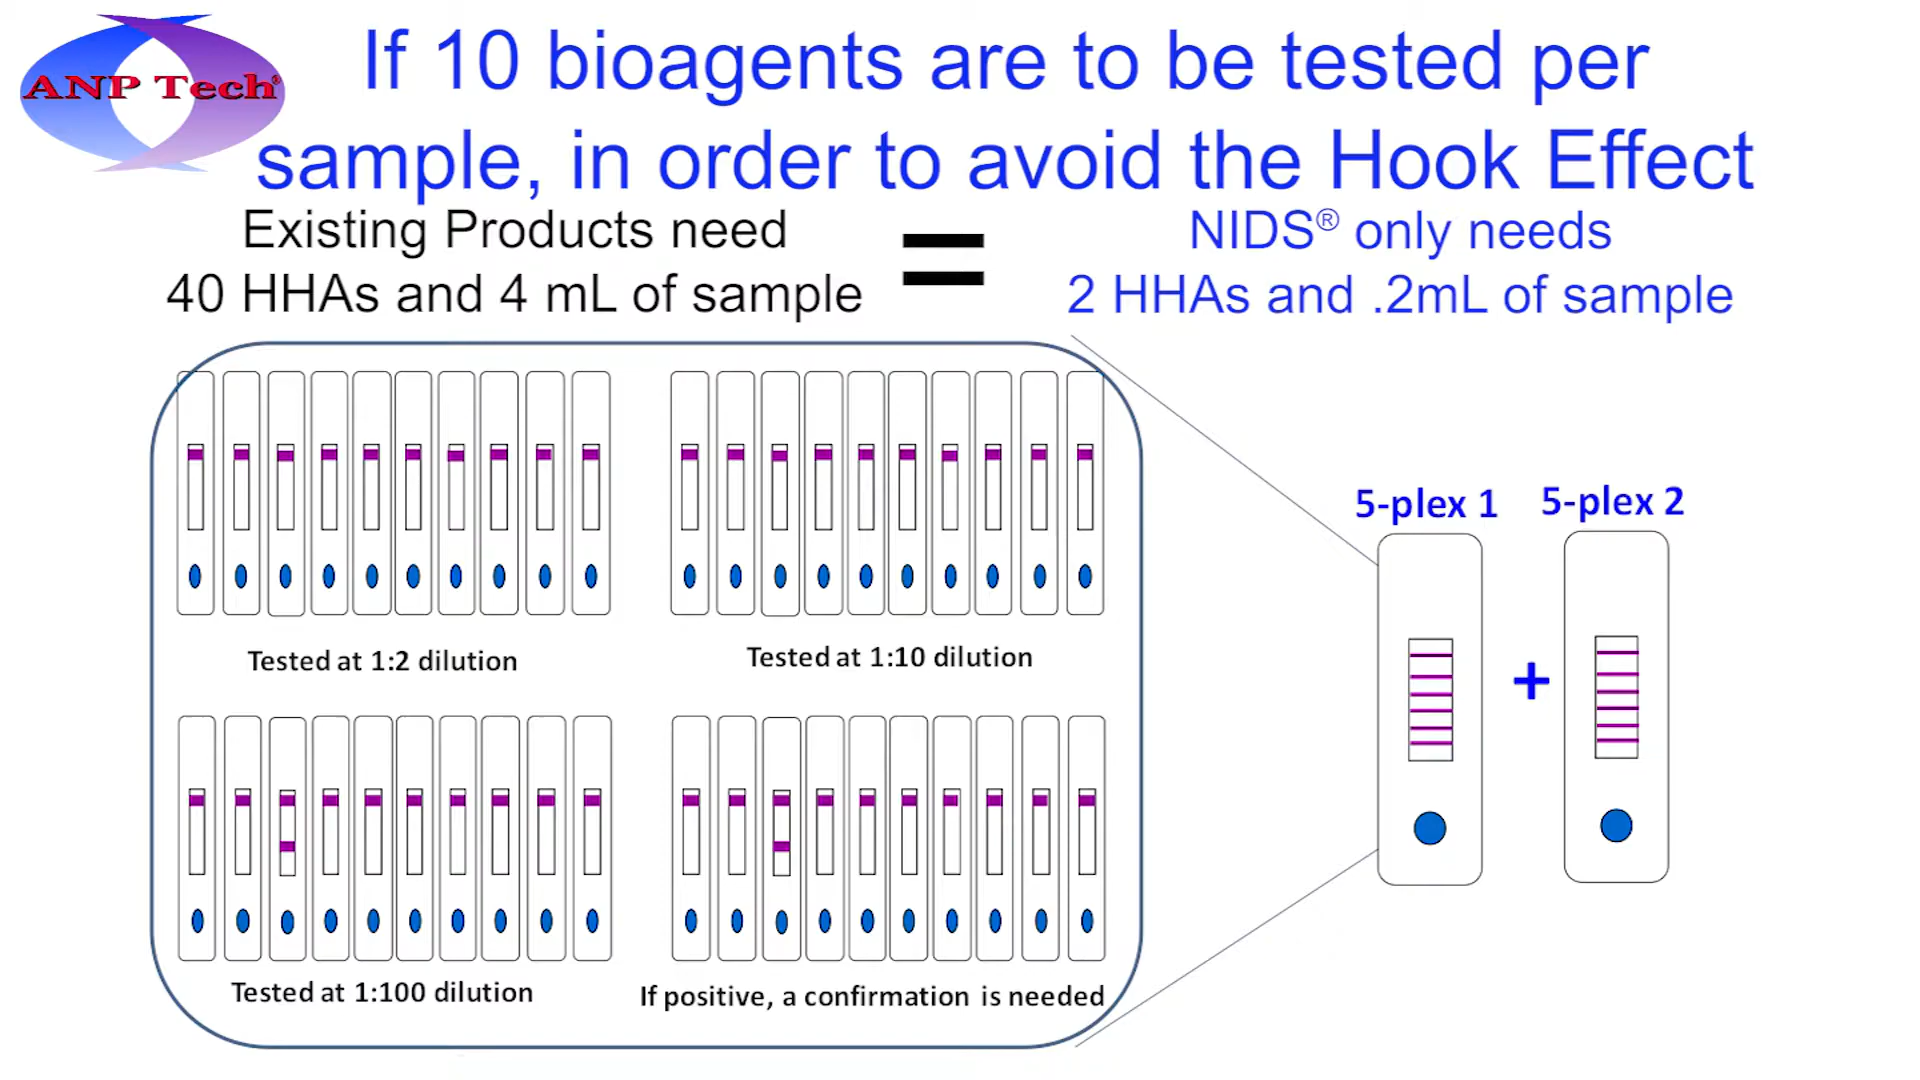 ANP Tech®
If 10 bioagents are to be tested per
sample, in order to avoid the Hook Effect
Existing Products need
40 HHAs and 4 mL of sample
=
NIDS® only needs
2 HHAs and .2mL of sample
5-plex 1
5-plex 2
+
Tested at 1:2 dilution
Tested at 1:10 dilution
Tested at 1:100 dilution
If positive, a confirmation is needed